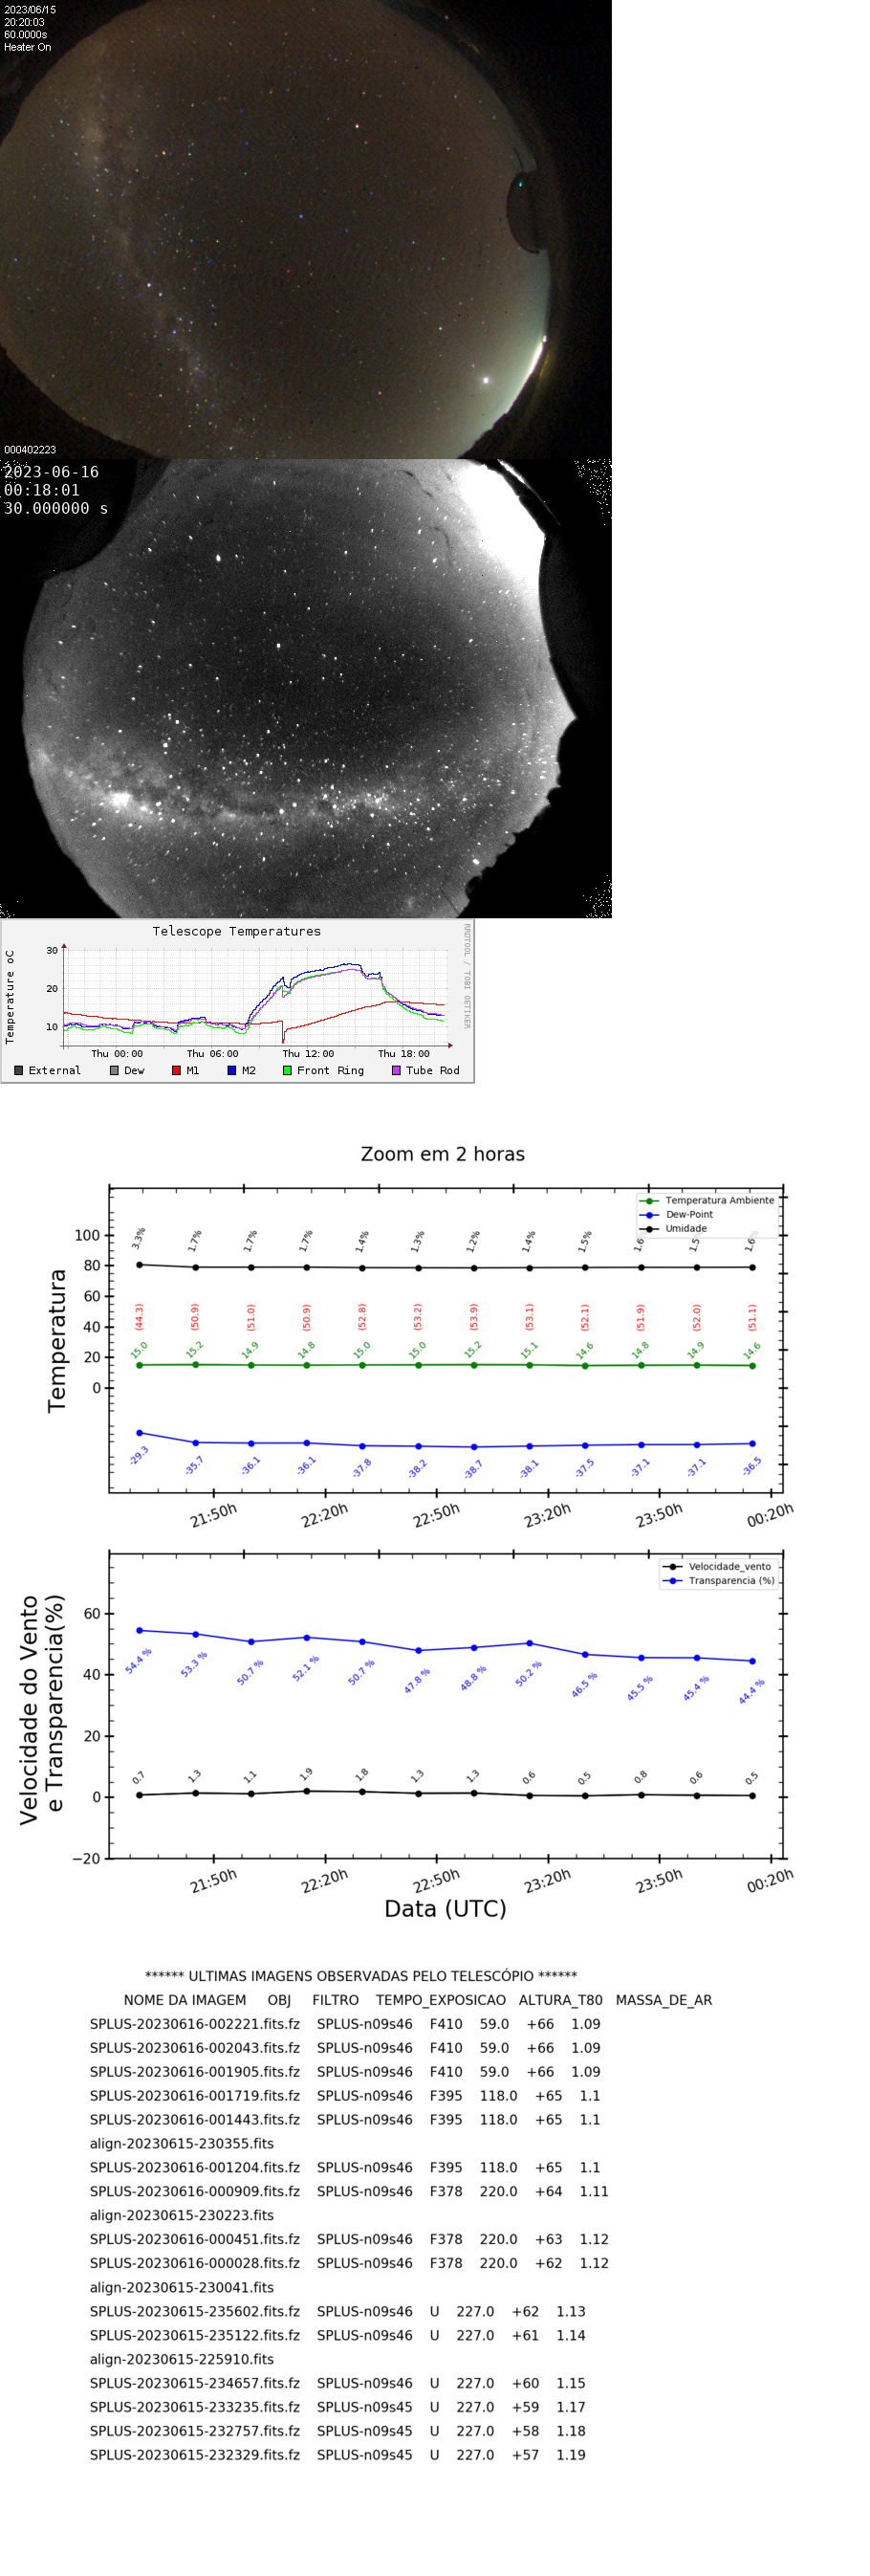 2023/06/15
20:20:03
60.0000s
Heater On
000402223
2023-06-16
00:18:01
30.000000 s
Telescope Temperatures
RRDTOOL / TOBI OETIKER
Temperature oC
30
20
10
Thu 00:00 Thu 06:00 Thu 12:00 Thu 18:00
External Dew M1 M2 Front Ring Tube Rod
Zoom em 2 horas
Temperatura Ambiente
Dew-Point
Umidade
Temperatura
100
80
60
40
20
0
3.3% 1.7% 1.7% 1.7% 1.4% 1.3% 1.2% 1.4% 1.5% 1.6 1.5 1.6%
(44.3) (50.9) (51.0) (50.9) (52.8) (53.2) (53.9) (53.1) (52.1) (51.9) (52.0) (51.1)
15.0 15.2 14.9 14.8 15.0 15.0 15.2 15.1 14.6 14.8 14.9 14.6
-29.3 -35.7 -36.1 -36.1 -37.8 -38.2 -38.7 -38.1 -37.5 -37.1 -37.1 -36.5
21:50h 22:20h 22:50h 23:20h 23:50h 00:20h
Velocidade_vento
Transparencia (%)
Velocidade do Vento
e Transparencia(%)
60
40
20
0
−20
54.4 % 53.3 % 50.7 % 52.1 % 50.7 % 47.8 % 48.8 % 50.2 % 46.5 % 45.5 % 45.4 % 44.4 %
0.7 1.3 1.1 1.9 1.8 1.3 1.3 0.6 0.5 0.8 0.6 0.5
21:50h 22:20h 22:50h 23:20h 23:50h 00:20h
Data (UTC)
****** ULTIMAS IMAGENS OBSERVADAS PELO TELESCÓPIO ******
NOME DA IMAGEM OBJ FILTRO TEMPO_EXPOSICAO ALTURA_T80 MASSA_DE_AR
SPLUS-20230616-002221.fits.fz SPLUS-n09s46 F410 59.0 +66 1.09
SPLUS-20230616-002043.fits.fz SPLUS-n09s46 F410 59.0 +66 1.09
SPLUS-20230616-001905.fits.fz SPLUS-n09s46 F410 59.0 +66 1.09
SPLUS-20230616-001719.fits.fz SPLUS-n09s46 F395 118.0 +65 1.1
SPLUS-20230616-001443.fits.fz SPLUS-n09s46 F395 118.0 +65 1.1
align-20230615-230355.fits
SPLUS-20230616-001204.fits.fz SPLUS-n09s46 F395 118.0 +65 1.1
SPLUS-20230616-000909.fits.fz SPLUS-n09s46 F378 220.0 +64 1.11
align-20230615-230223.fits
SPLUS-20230616-000451.fits.fz SPLUS-n09s46 F378 220.0 +63 1.12
SPLUS-20230616-000028.fits.fz SPLUS-n09s46 F378 220.0 +62 1.12
align-20230615-230041.fits
SPLUS-20230615-235602.fits.fz SPLUS-n09s46 U 227.0 +62 1.13
SPLUS-20230615-235122.fits.fz SPLUS-n09s46 U 227.0 +61 1.14
align-20230615-225910.fits
SPLUS-20230615-234657.fits.fz SPLUS-n09s46 U 227.0 +60 1.15
SPLUS-20230615-233235.fits.fz SPLUS-n09s45 U 227.0 +59 1.17
SPLUS-20230615-232757.fits.fz SPLUS-n09s45 U 227.0 +58 1.18
SPLUS-20230615-232329.fits.fz SPLUS-n09s45 U 227.0 +57 1.19